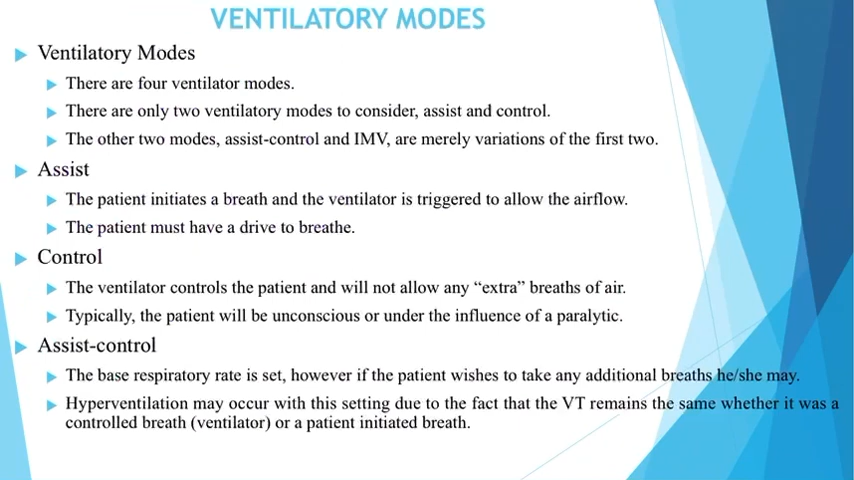 VENTILATORY MODES
Ventilatory Modes
There are four ventilator modes.
There are only two ventilatory modes to consider, assist and control.
The other two modes, assist-control and IMV, are merely variations of the first two.
Assist
The patient initiates a breath and the ventilator is triggered to allow the airflow.
The patient must have a drive to breathe.
Control
The ventilator controls the patient and will not allow any “extra” breaths of air.
Typically, the patient will be unconscious or under the influence of a paralytic.
Assist-control
The base respiratory rate is set, however if the patient wishes to take any additional breaths he/she may.
Hyperventilation may occur with this setting due to the fact that the VT remains the same whether it was a
controlled breath (ventilator) or a patient initiated breath.